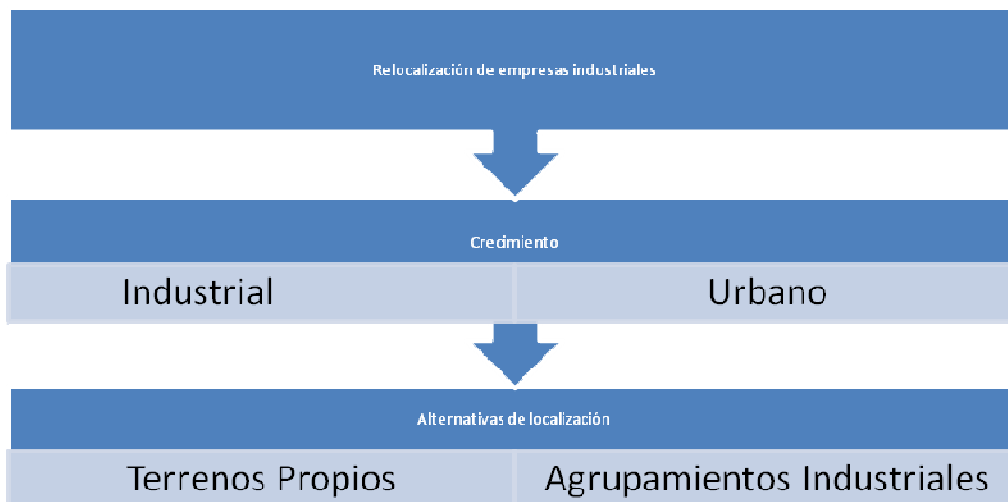 Relocalización de empresas industriales
Crecimiento
Industrial
Urbano
Alternativas de localización
Terrenos Propios
Agrupamientos Industriales